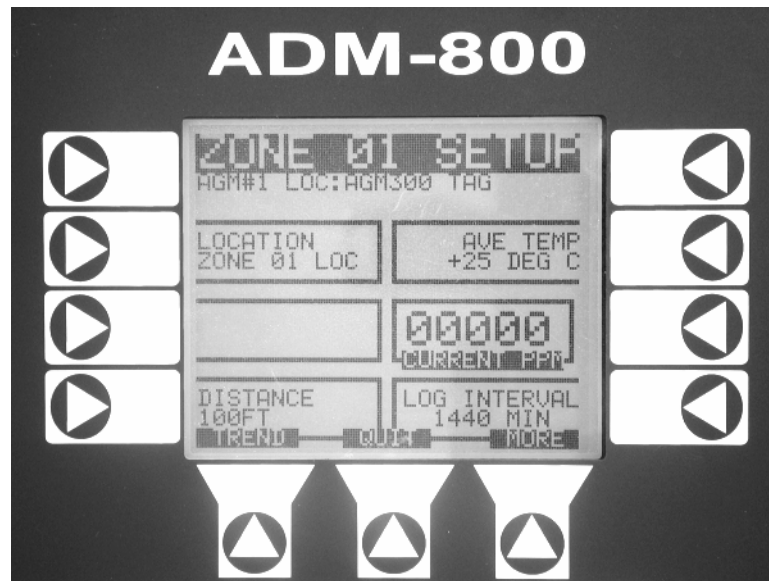 ADM-800
ZONE 01 SETUP
AGM#1 LOC:AGM300 TAG
LOCATION
ZONE 01 LOC
AVE TEMP
+25 DEG C
00000
CURRENT PPM
DISTANCE
100FT
LOG INTERVAL
1440 MIN
TREND QUIT MORE